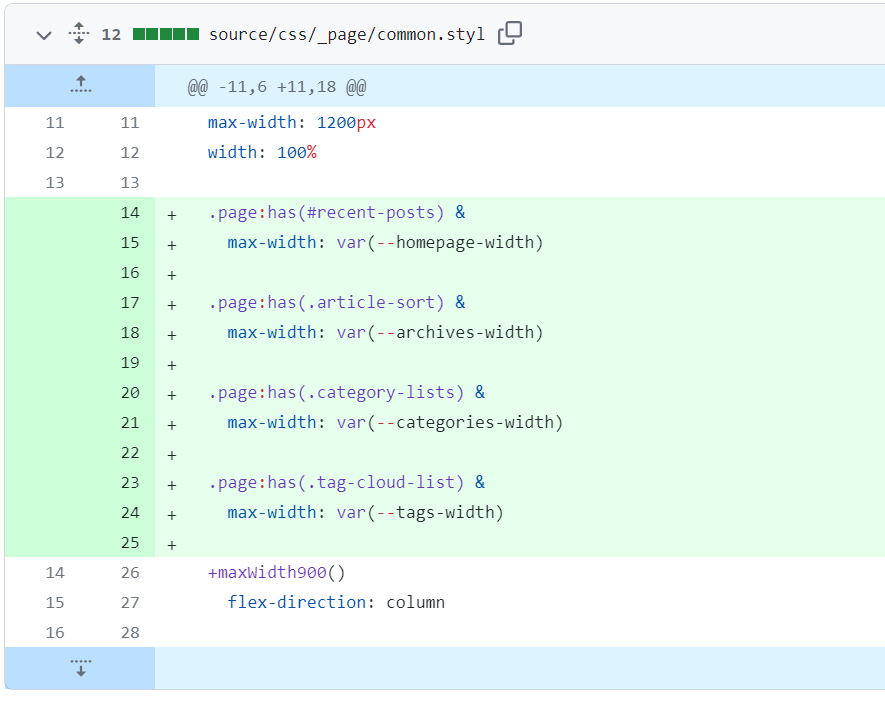 12 source/css/_page/common.styl
@@ -11,6 +11,18 @@
11 11 max-width: 1200px
12 12 width: 100%
13 13
14 + .page:has(#recent-posts) &
15 + max-width: var(--homepage-width)
16 +
17 + .page:has(.article-sort) &
18 + max-width: var(--archives-width)
19 +
20 + .page:has(.category-lists) &
21 + max-width: var(--categories-width)
22 +
23 + .page:has(.tag-cloud-list) &
24 + max-width: var(--tags-width)
25 +
14 26 +maxWidth900()
15 27 flex-direction: column
16 28